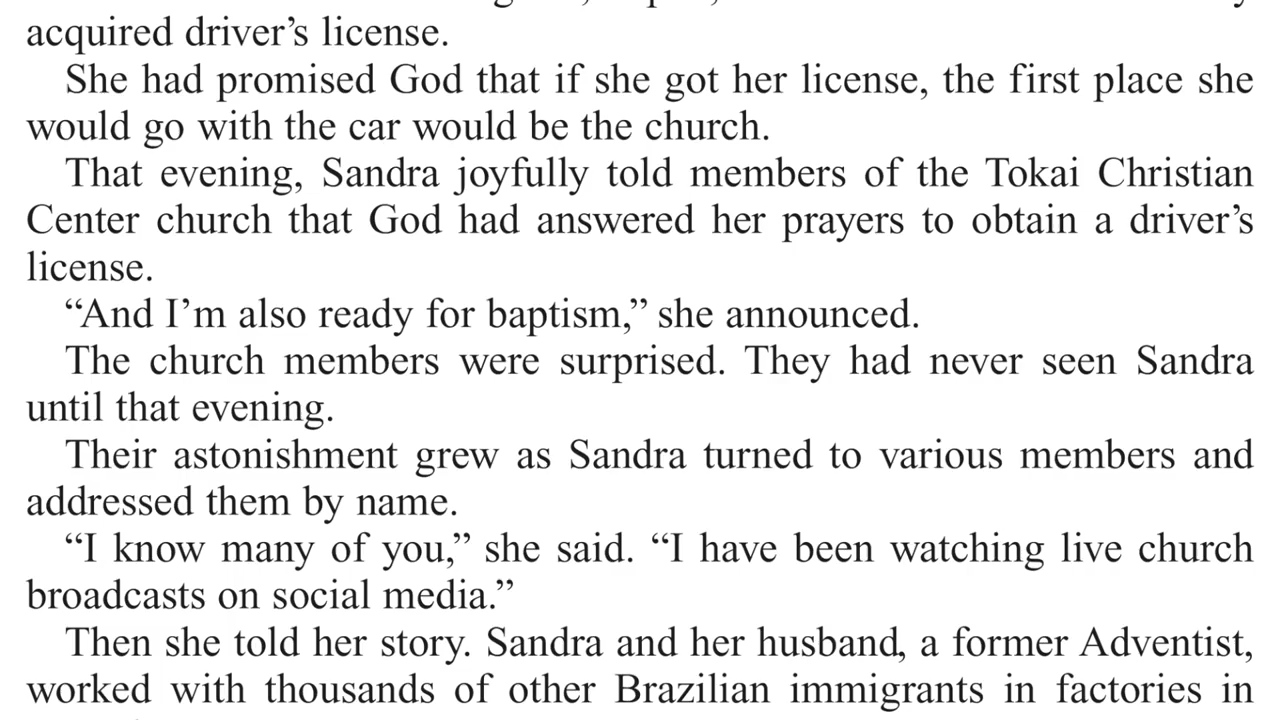 acquired driver’s license.
She had promised God that if she got her license, the first place she
would go with the car would be the church.
That evening, Sandra joyfully told members of the Tokai Christian
Center church that God had answered her prayers to obtain a driver’s
license.
“And I’m also ready for baptism,” she announced.
The church members were surprised. They had never seen Sandra
until that evening.
Their astonishment grew as Sandra turned to various members and
addressed them by name.
“I know many of you,” she said. “I have been watching live church
broadcasts on social media.”
Then she told her story. Sandra and her husband, a former Adventist,
worked with thousands of other Brazilian immigrants in factories in